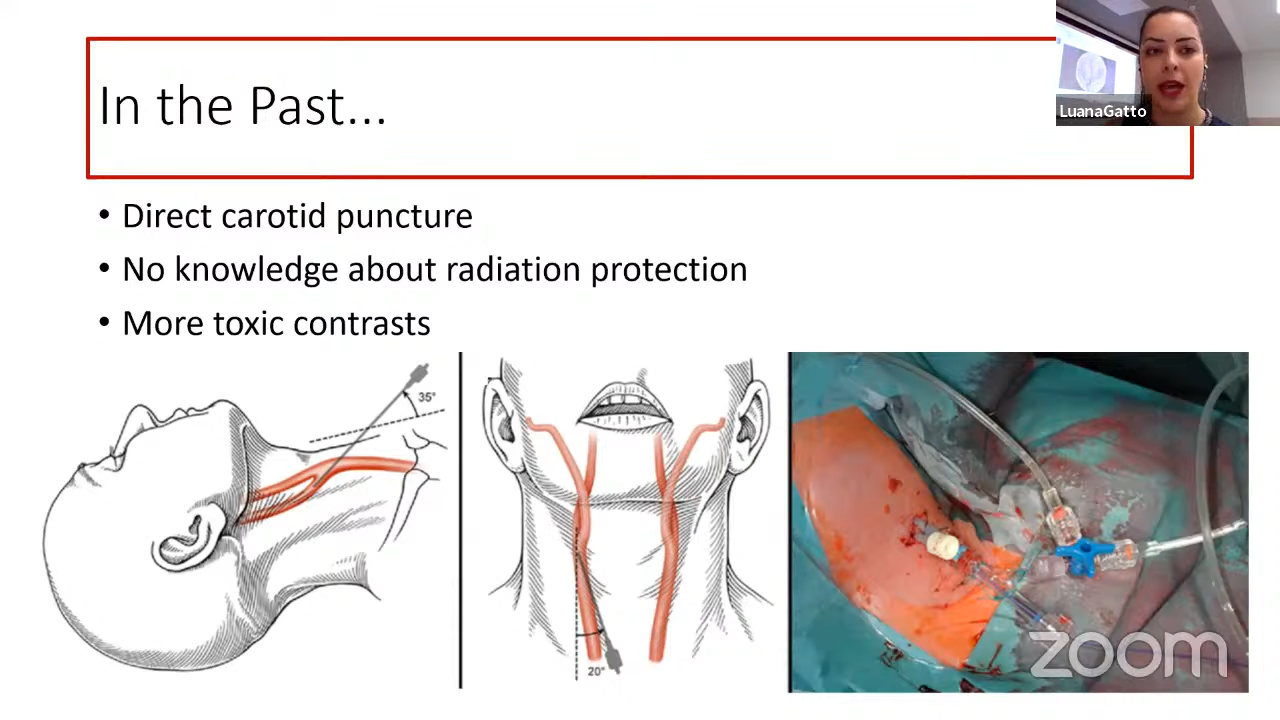 In the Past...
LuanaGatto
• Direct carotid puncture
• No knowledge about radiation protection
• More toxic contrasts
35°
20°
zoom